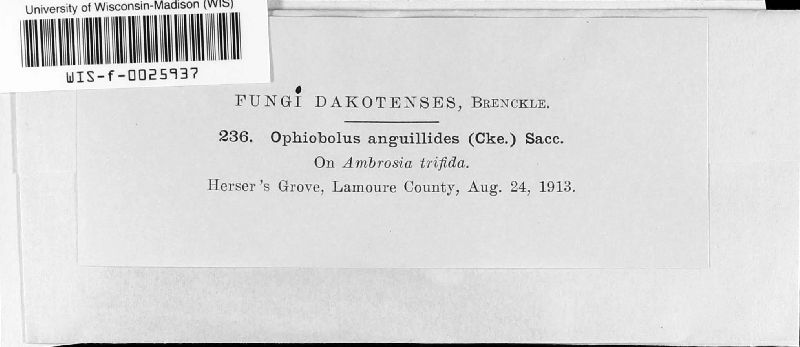 University of Wisconsin-Madison (WIS)
WIS-f-0025937
FUNGI DAKOTENSES, BRENCKLE.
236. Ophiobolus anguillides (Cke.) Sacc.
On Ambrosia trifida.
Herser's Grove, Lamoure County, Aug. 24, 1913.